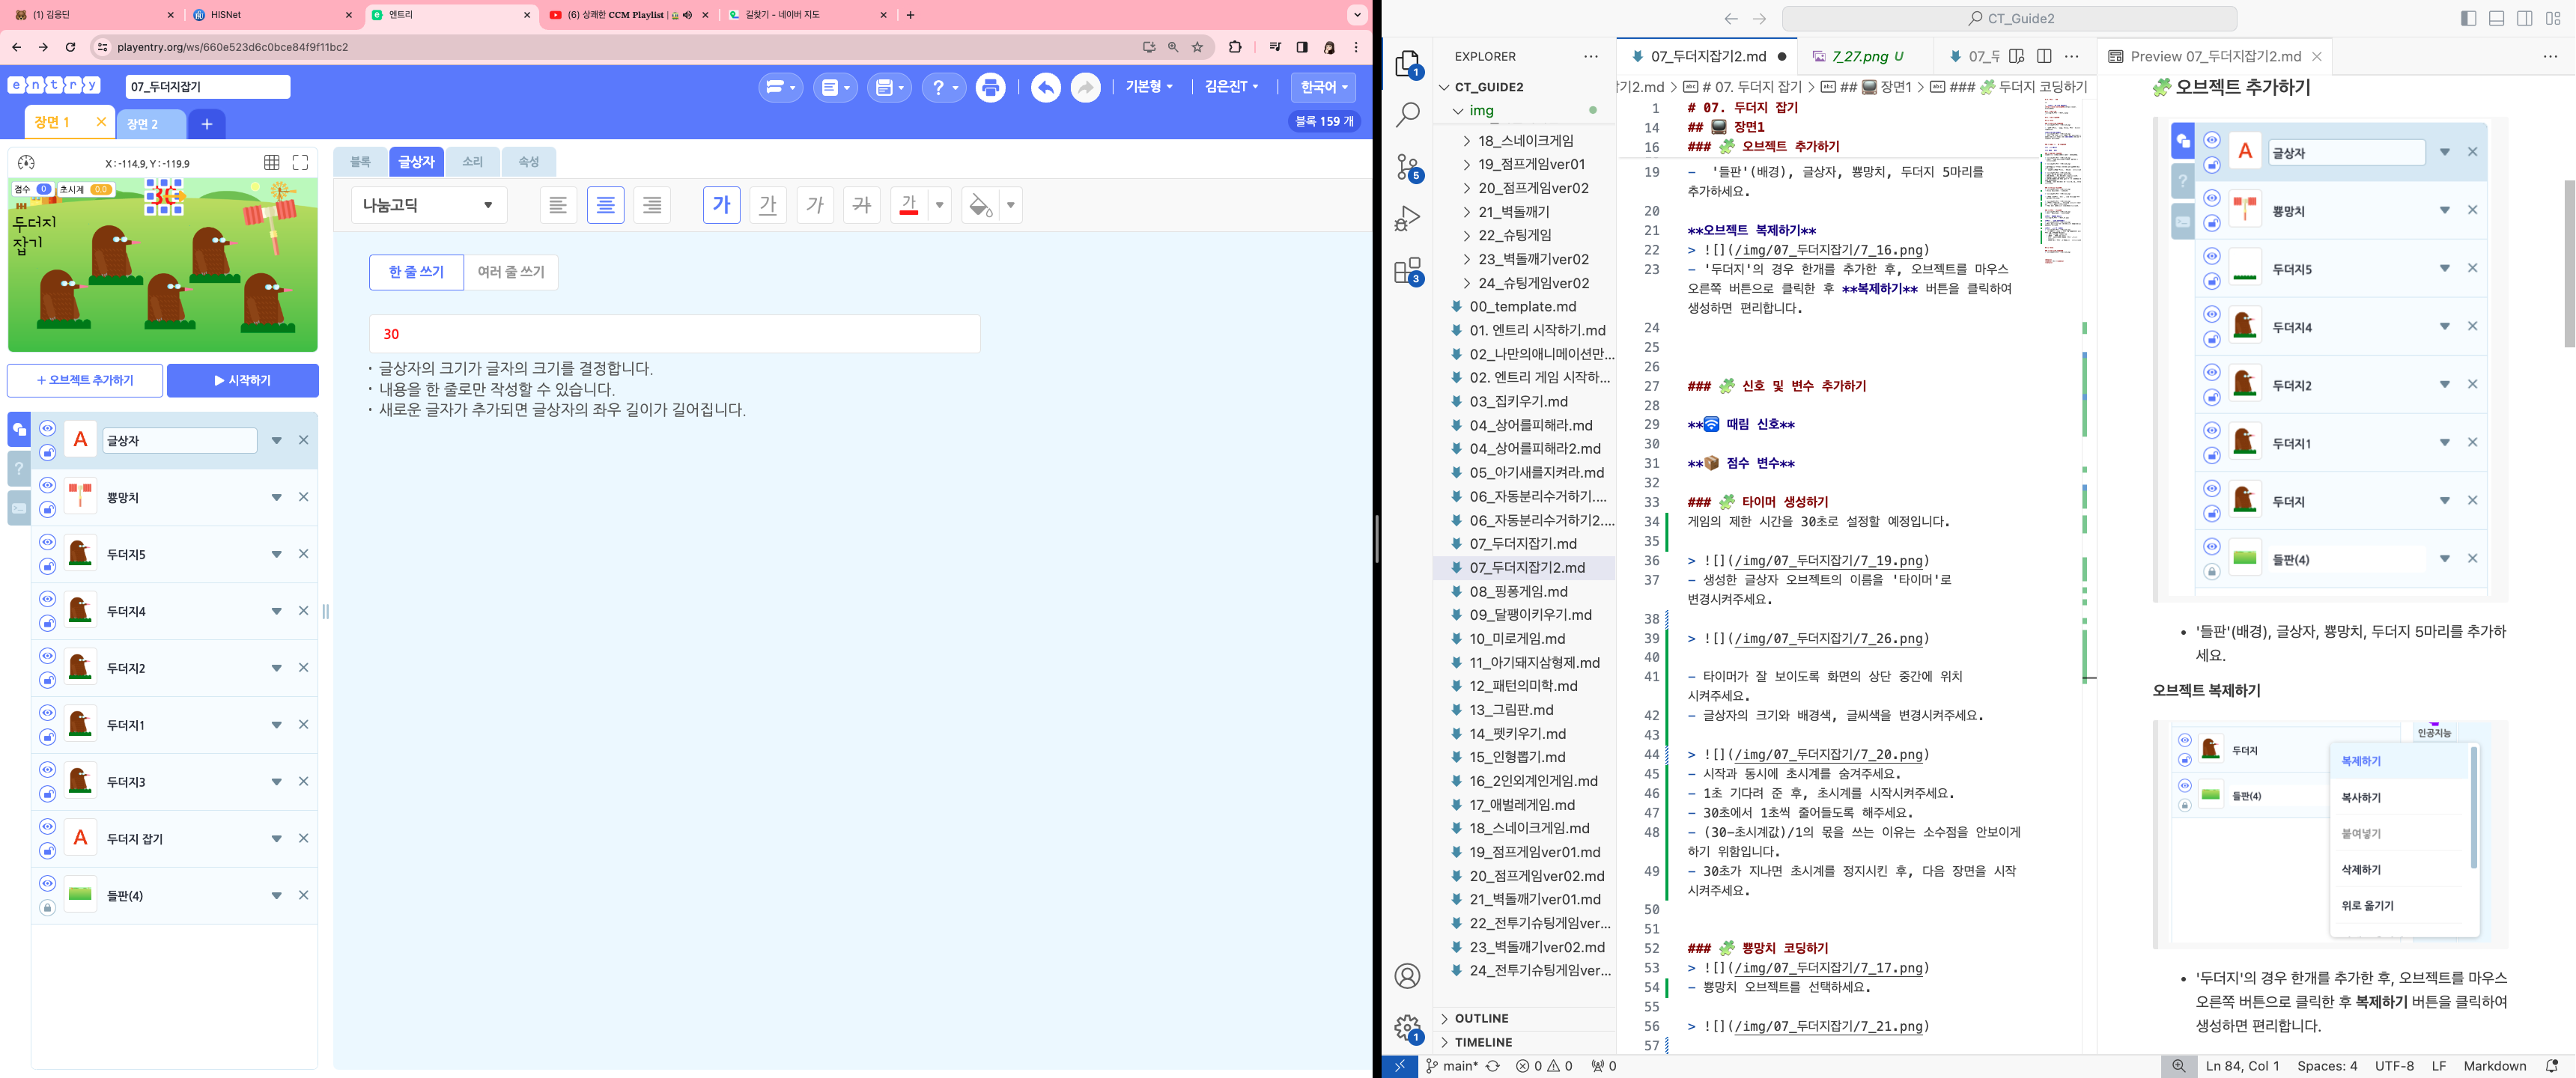 (1) 김응딘
HISNet
엔트리
(6) 상쾌한 CCM Playlist |
길찾기 - 네이버 지도
playentry.org/ws/660e523d6c0bce84f9f11bc2
entry
07_두더지잡기
기본형
김은진T
한국어
장면 1
장면 2
+
블록 159 개
X : -114.9, Y : -119.9
점수 0
초시계 0.0
30
두더지
잡기
+ 오브젝트 추가하기
▶ 시작하기
글상자
뿅망치
두더지5
두더지4
두더지2
두더지1
두더지3
두더지 잡기
들판(4)
블록
글상자
소리
속성
나눔고딕
가 가 가 가 가
한 줄 쓰기
여러 줄 쓰기
30
· 글상자의 크기가 글자의 크기를 결정합니다.
· 내용을 한 줄로만 작성할 수 있습니다.
· 새로운 글자가 추가되면 글상자의 좌우 길이가 길어집니다.
CT_Guide2
EXPLORER
CT_GUIDE2
img
18_스네이크게임
19_점프게임ver01
20_점프게임ver02
21_벽돌깨기
22_슈팅게임
23_벽돌깨기ver02
24_슈팅게임ver02
00_template.md
01. 엔트리 시작하기.md
02_나만의애니메이션만...
02. 엔트리 게임 시작하...
03_집키우기.md
04_상어를피해라.md
04_상어를피해라2.md
05_아기새를지켜라.md
06_자동분리수거하기....
06_자동분리수거하기2....
07_두더지잡기.md
07_두더지잡기2.md
08_핑퐁게임.md
09_달팽이키우기.md
10_미로게임.md
11_아기돼지삼형제.md
12_패턴의미학.md
13_그림판.md
14_펫키우기.md
15_인형뽑기.md
16_2인외계인게임.md
17_애벌레게임.md
18_스네이크게임.md
19_점프게임ver01.md
20_점프게임ver02.md
21_벽돌깨기ver01.md
22_전투기슈팅게임ver...
23_벽돌깨기ver02.md
24_전투기슈팅게임ver...
OUTLINE
TIMELINE
07_두더지잡기2.md
7_27.png U
07_두
기2.md > # 07. 두더지 잡기 > ## 📺 장면1 > ### 🧩 두더지 코딩하기
1 # 07. 두더지 잡기
14 ## 📺 장면1
16 ### 🧩 오브젝트 추가하기
19 - '들판'(배경), 글상자, 뿅망치, 두더지 5마리를
추가하세요.
20
21 **오브젝트 복제하기**
22 > ![](/img/07_두더지잡기/7_16.png)
23 - '두더지'의 경우 한개를 추가한 후, 오브젝트를 마우스
오른쪽 버튼으로 클릭한 후 **복제하기** 버튼을 클릭하여
생성하면 편리합니다.
24
25
26
27 ### 🧩 신호 및 변수 추가하기
28
29 **🛜 때림 신호**
30
31 **📦 점수 변수**
32
33 ### 🧩 타이머 생성하기
34 게임의 제한 시간을 30초로 설정할 예정입니다.
35
36 > ![](/img/07_두더지잡기/7_19.png)
37 - 생성한 글상자 오브젝트의 이름을 '타이머'로
변경시켜주세요.
38
39 > ![](/img/07_두더지잡기/7_26.png)
40
41 - 타이머가 잘 보이도록 화면의 상단 중간에 위치
시켜주세요.
42 - 글상자의 크기와 배경색, 글씨색을 변경시켜주세요.
43
44 > ![](/img/07_두더지잡기/7_20.png)
45 - 시작과 동시에 초시계를 숨겨주세요.
46 - 1초 기다려 준 후, 초시계를 시작시켜주세요.
47 - 30초에서 1초씩 줄어들도록 해주세요.
48 - (30-초시계값)/1의 몫을 쓰는 이유는 소수점을 안보이게
하기 위함입니다.
49 - 30초가 지나면 초시계를 정지시킨 후, 다음 장면을 시작
시켜주세요.
50
51
52 ### 🧩 뿅망치 코딩하기
53 > ![](/img/07_두더지잡기/7_17.png)
54 - 뿅망치 오브젝트를 선택하세요.
55
56 > ![](/img/07_두더지잡기/7_21.png)
57
Preview 07_두더지잡기2.md
🧩 오브젝트 추가하기
글상자
뿅망치
두더지5
두더지4
두더지2
두더지1
두더지
들판(4)
• '들판'(배경), 글상자, 뿅망치, 두더지 5마리를 추가하
세요.
오브젝트 복제하기
인공지능
두더지
들판(4)
복제하기
복사하기
붙여넣기
삭제하기
위로 옮기기
• '두더지'의 경우 한개를 추가한 후, 오브젝트를 마우스
오른쪽 버튼으로 클릭한 후 복제하기 버튼을 클릭하여
생성하면 편리합니다.
main* 0 0 0
Ln 84, Col 1 Spaces: 4 UTF-8 LF Markdown